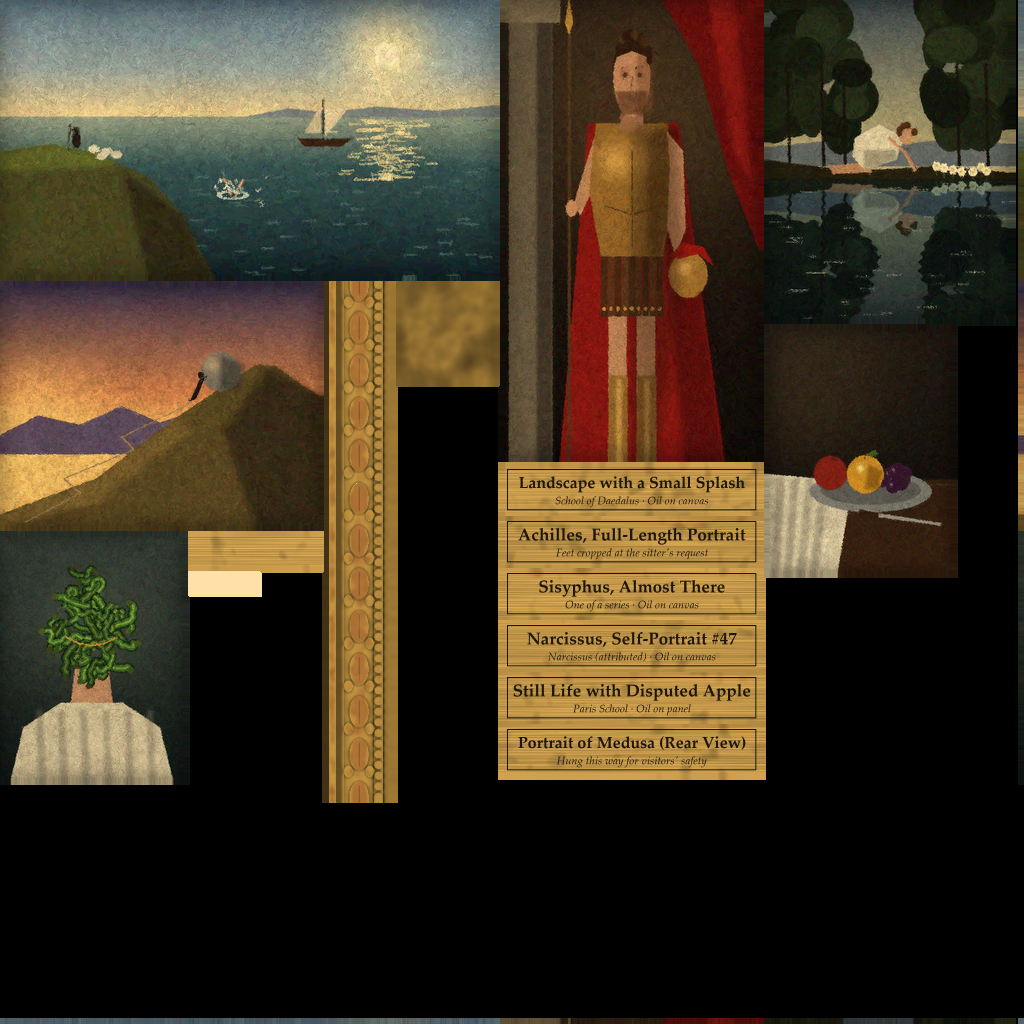 Landscape with a Small Splash
School of Daedalus · Oil on canvas
Achilles, Full-Length Portrait
Feet cropped at the sitter's request
Sisyphus, Almost There
One of a series · Oil on canvas
Narcissus, Self-Portrait #47
Narcissus (attributed) · Oil on canvas
Still Life with Disputed Apple
Paris School · Oil on panel
Portrait of Medusa (Rear View)
Hung this way for visitors' safety